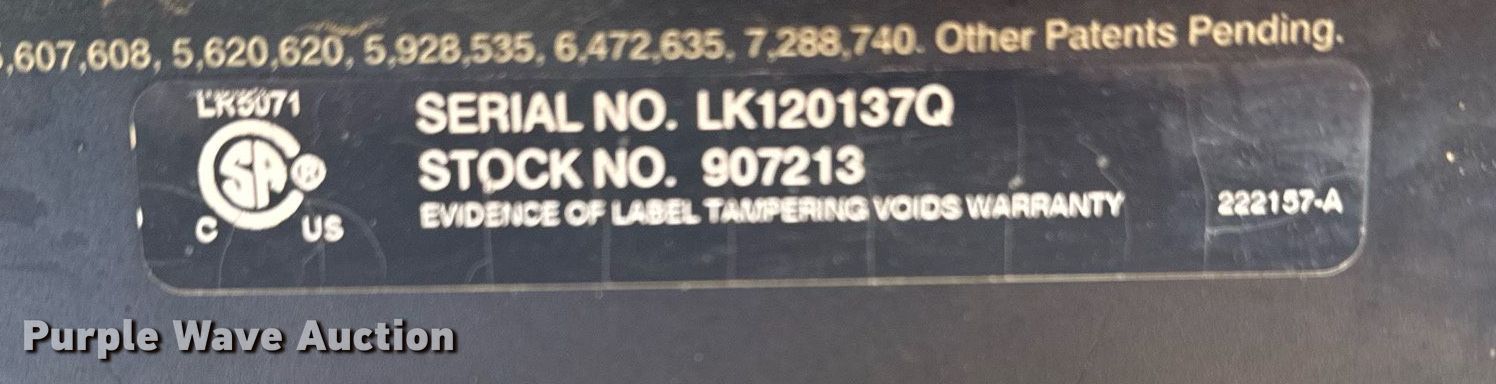 ,607,608, 5,620,620, 5,928,535, 6,472,635, 7,288,740. Other Patents Pending.
LR5071
SERIAL NO. LK120137Q
STOCK NO. 907213
EVIDENCE OF LABEL TAMPERING VOIDS WARRANTY
222157-A
SA ®
C US
Purple Wave Auction